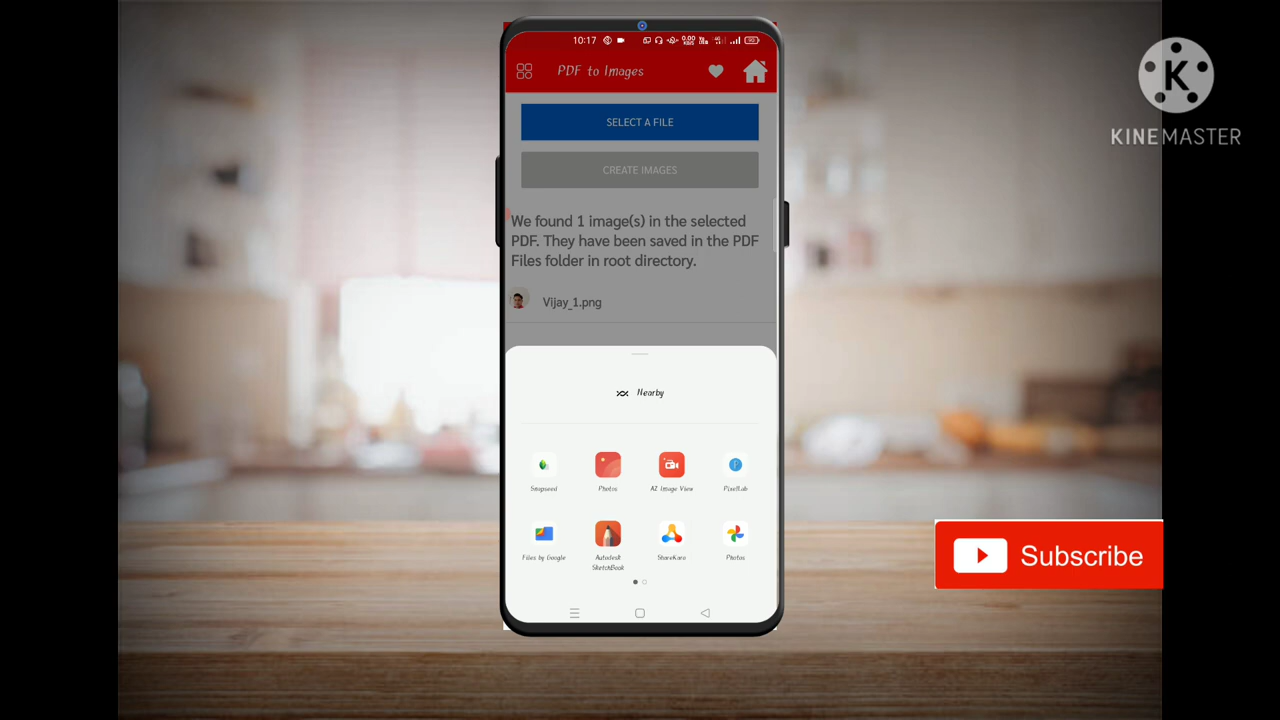 10:17
PDF to Images
SELECT A FILE
CREATE IMAGES
We found 1 image(s) in the selected
PDF. They have been saved in the PDF
Files folder in root directory.
Vijay_1.png
Nearby
Snapseed
Photos
AZ Image View
PixelLab
Files by Google
Autodesk
SketchBook
ShareKaro
Photos
K
KINEMASTER
Subscribe